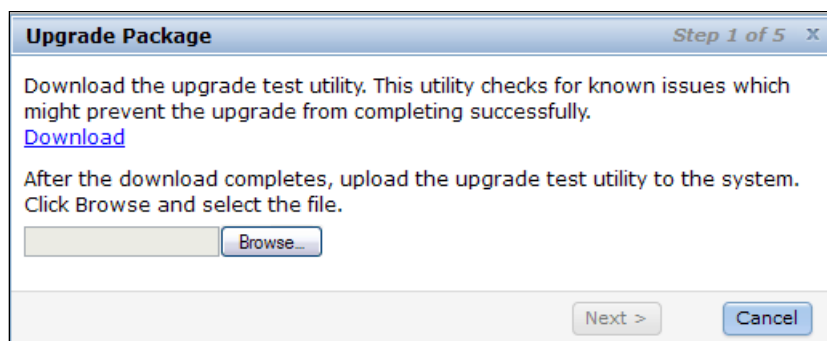 Upgrade Package Step 1 of 5 x
Download the upgrade test utility. This utility checks for known issues which
might prevent the upgrade from completing successfully.
Download
After the download completes, upload the upgrade test utility to the system.
Click Browse and select the file.
Browse...
Next > Cancel